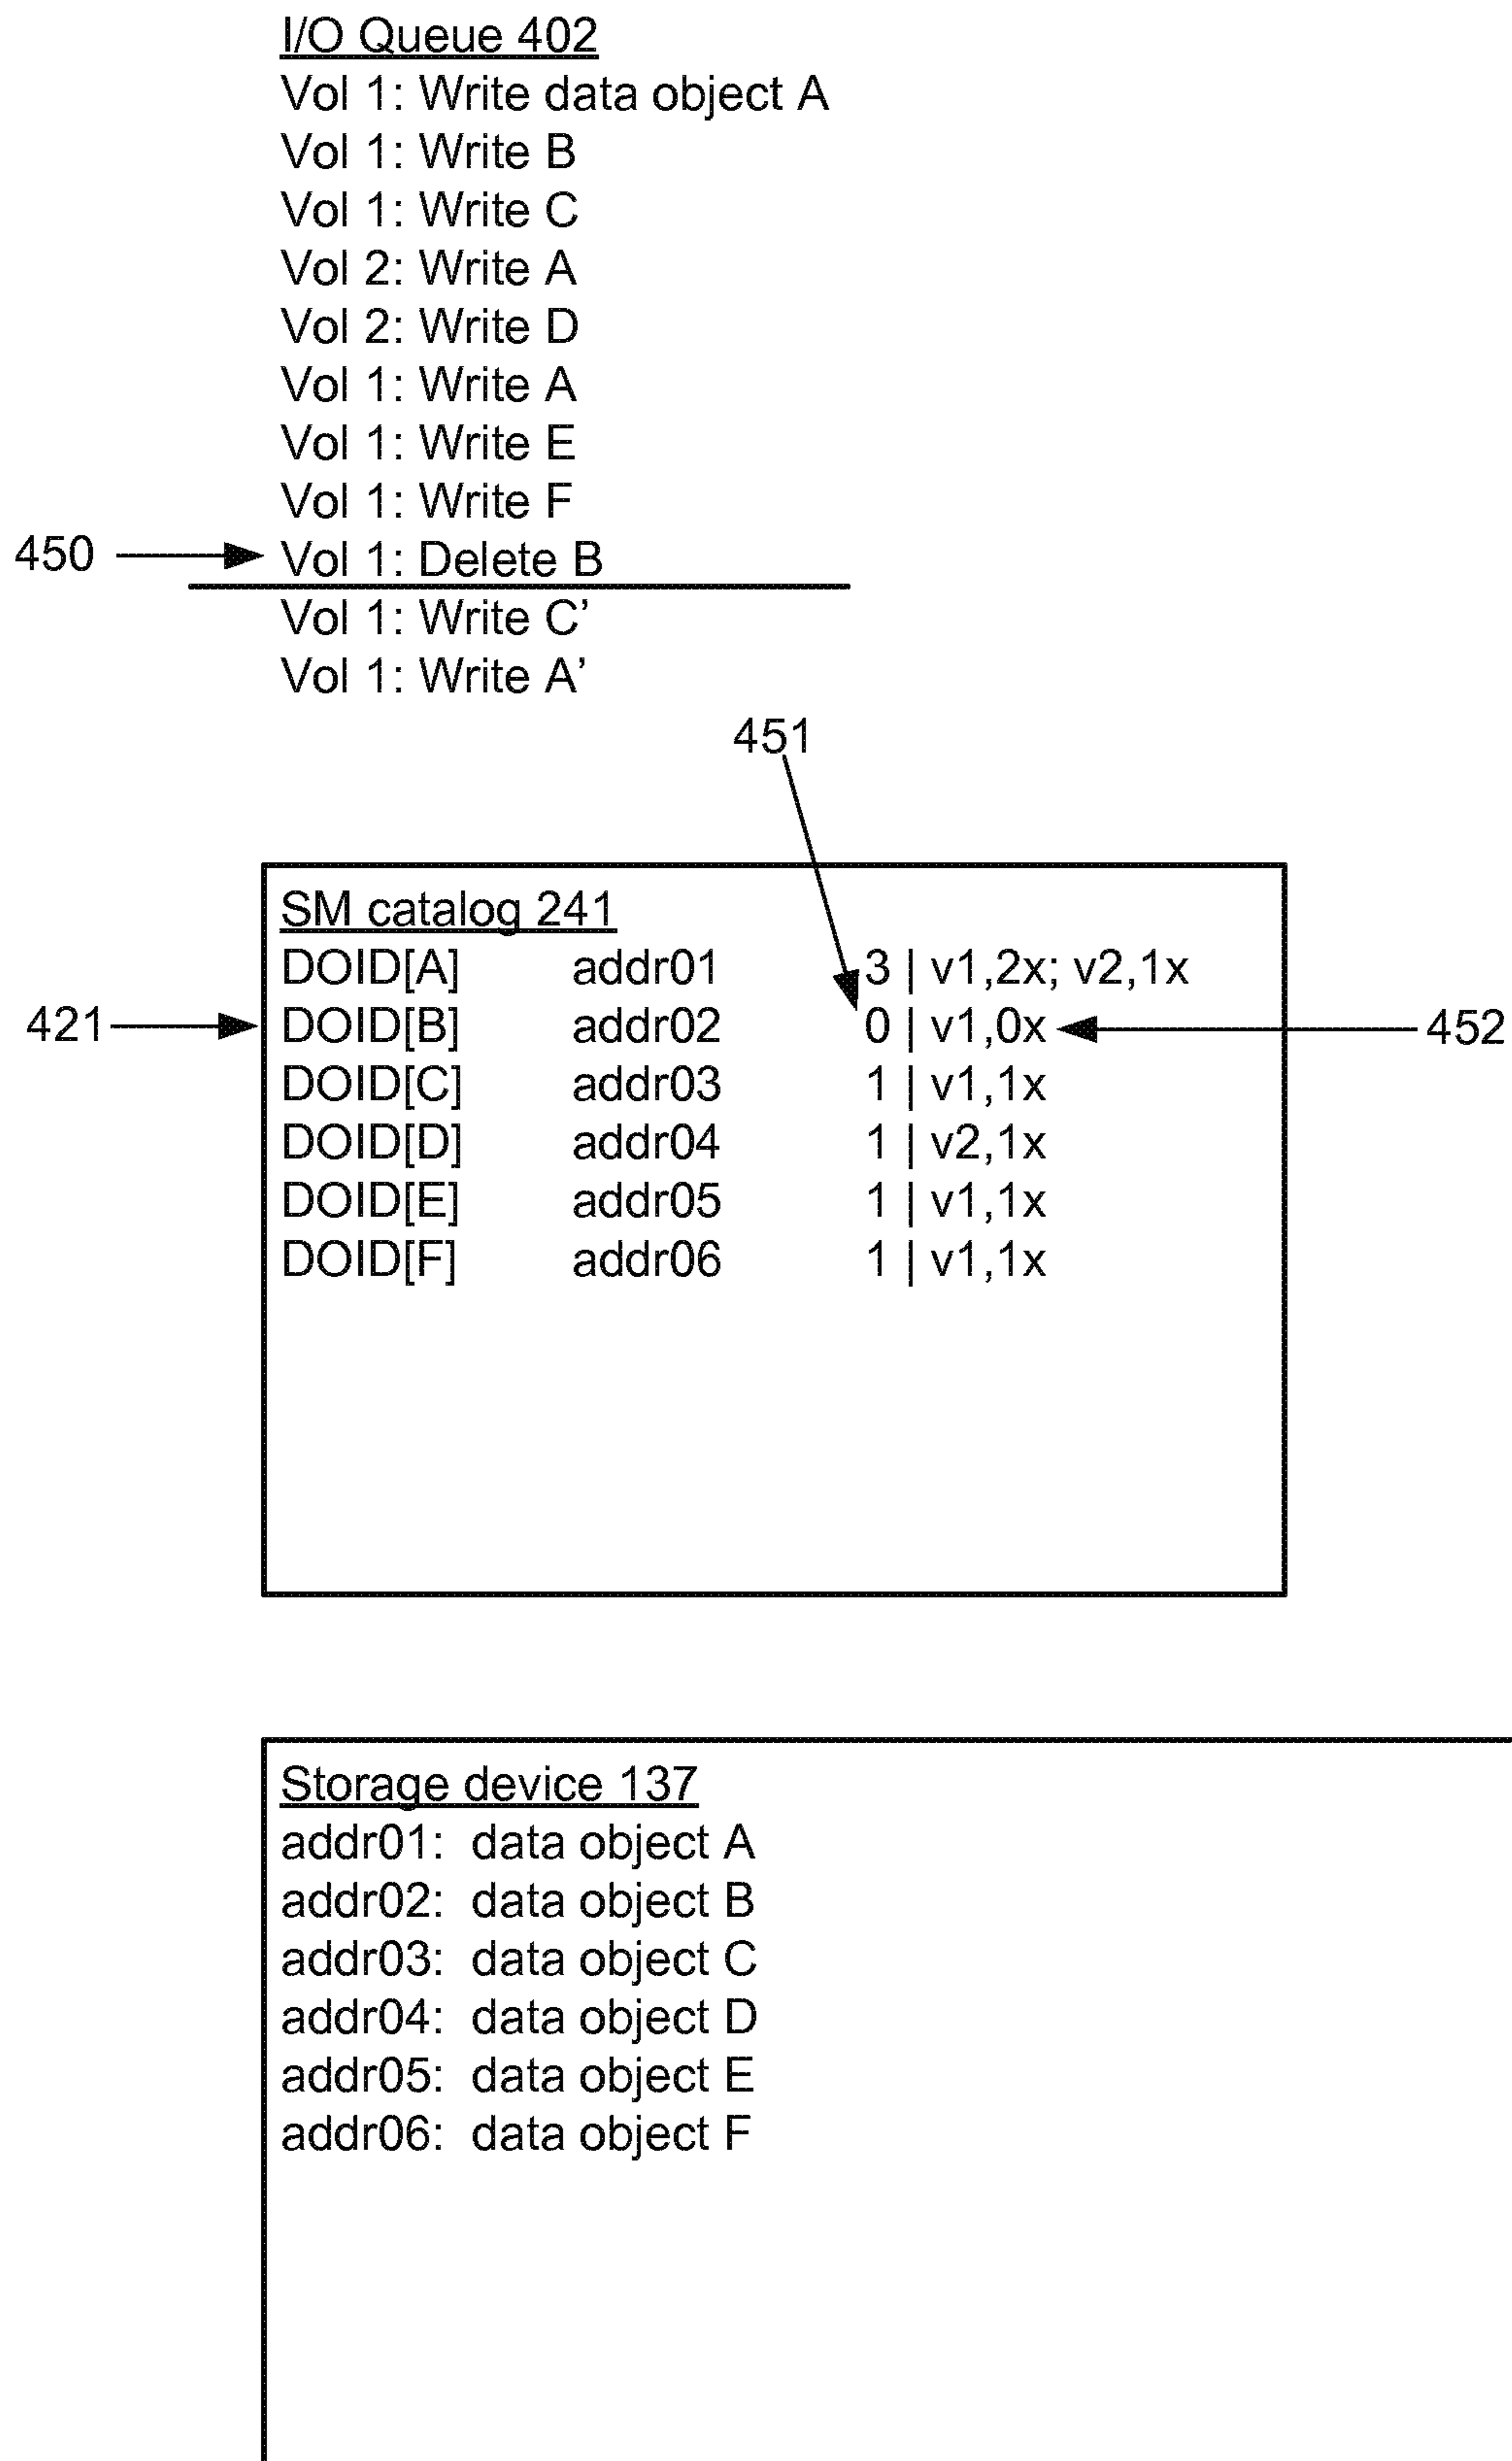 I/O Queue 402
Vol 1: Write data object A
Vol 1: Write B
Vol 1: Write C
Vol 2: Write A
Vol 2: Write D
Vol 1: Write A
Vol 1: Write E
Vol 1: Write F
450 Vol 1: Delete B
Vol 1: Write C’
Vol 1: Write A’
451
SM catalog 241
DOID[A] addr01 3 | v1,2x; v2,1x
421 DOID[B] addr02 0 | v1,0x 452
DOID[C] addr03 1 | v1,1x
DOID[D] addr04 1 | v2,1x
DOID[E] addr05 1 | v1,1x
DOID[F] addr06 1 | v1,1x
Storage device 137
addr01: data object A
addr02: data object B
addr03: data object C
addr04: data object D
addr05: data object E
addr06: data object F